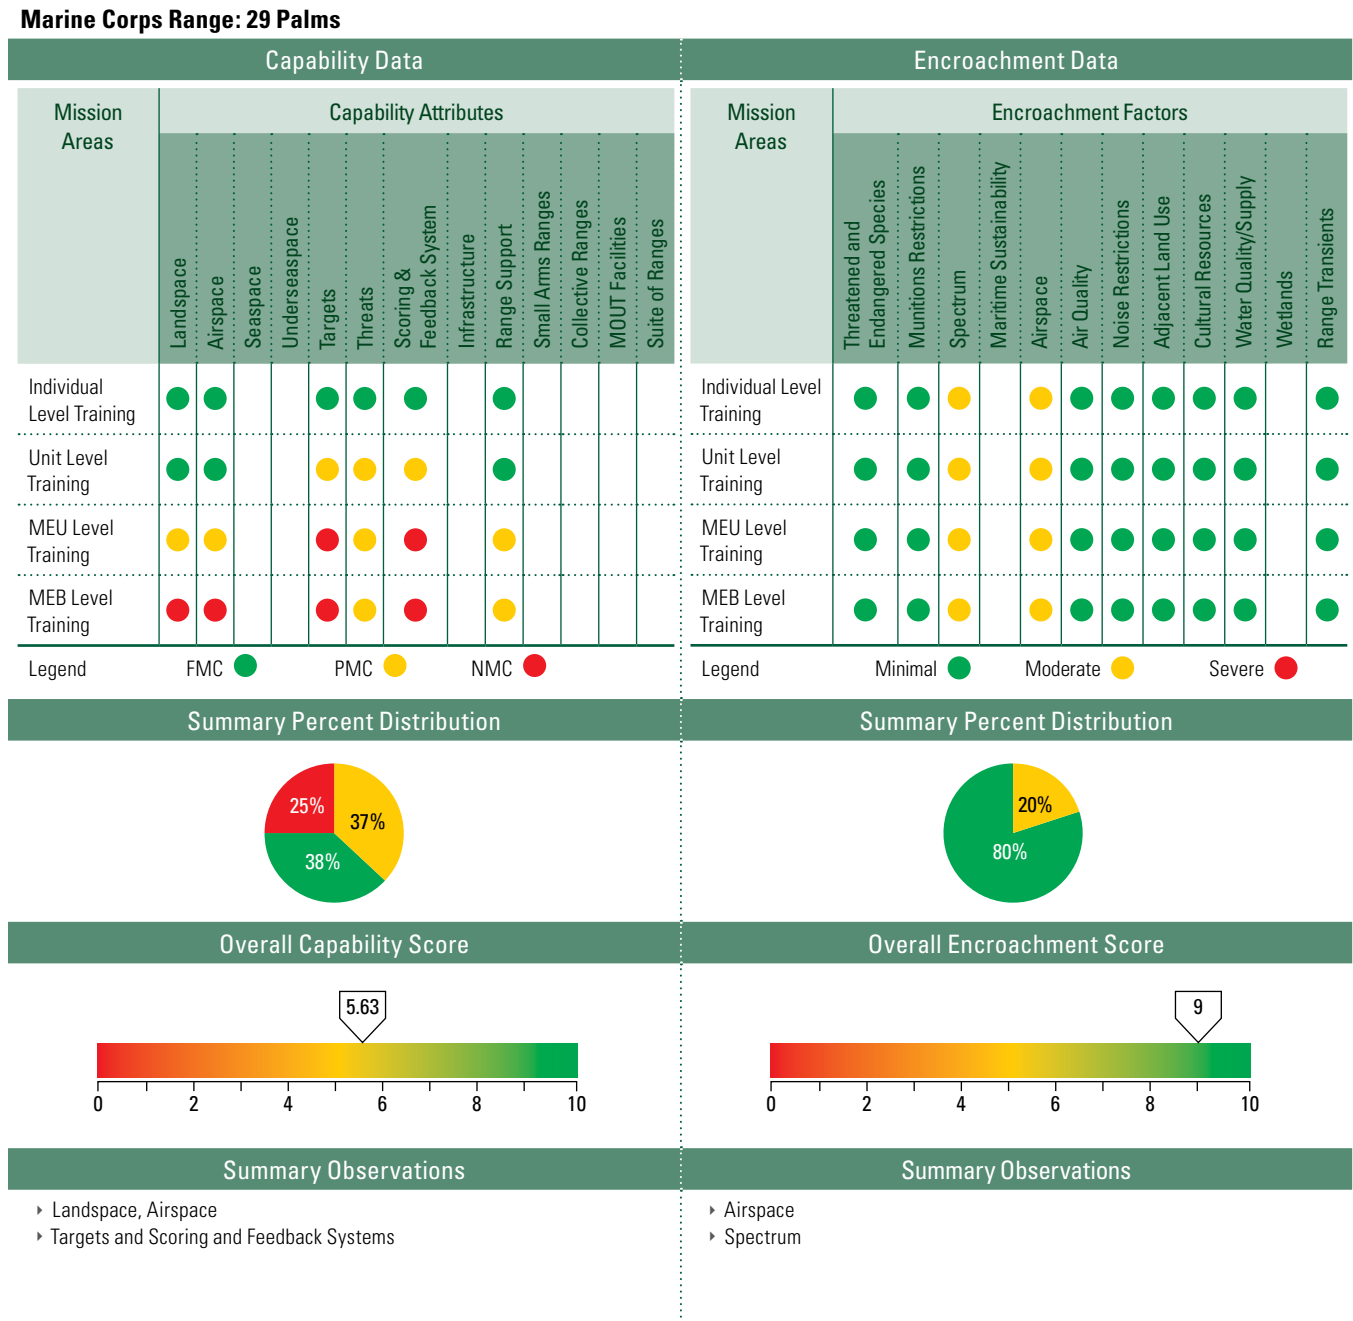 Marine Corps Range: 29 Palms
Capability Data
Mission
Areas
Capability Attributes
Landspace
Airspace
Seaspace
Underseaspace
Targets
Threats
Scoring &
Feedback System
Infrastructure
Range Support
Small Arms Ranges
Collective Ranges
MOUT Facilities
Suite of Ranges
Individual
Level Training
Unit Level
Training
MEU Level
Training
MEB Level
Training
Legend FMC PMC NMC
Summary Percent Distribution
25%
37%
38%
Overall Capability Score
5.63
0 2 4 6 8 10
Summary Observations
Landspace, Airspace
Targets and Scoring and Feedback Systems
Encroachment Data
Mission
Areas
Encroachment Factors
Threatened and
Endangered Species
Munitions Restrictions
Spectrum
Maritime Sustainability
Airspace
Air Quality
Noise Restrictions
Adjacent Land Use
Cultural Resources
Water Quality/Supply
Wetlands
Range Transients
Individual Level
Training
Unit Level
Training
MEU Level
Training
MEB Level
Training
Legend Minimal Moderate Severe
Summary Percent Distribution
20%
80%
Overall Encroachment Score
9
0 2 4 6 8 10
Summary Observations
Airspace
Spectrum